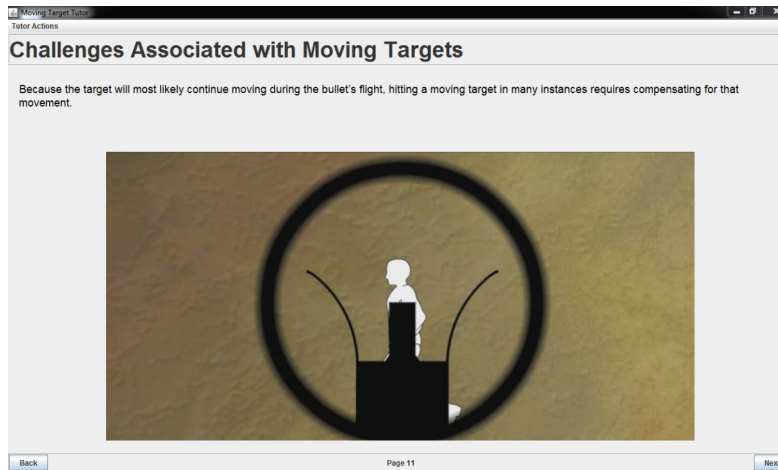 Moving Target Tutor
Tutor Actions
Challenges Associated with Moving Targets
Because the target will most likely continue moving during the bullet's flight, hitting a moving target in many instances requires compensating for that
movement.
Back
Page 11
Nex